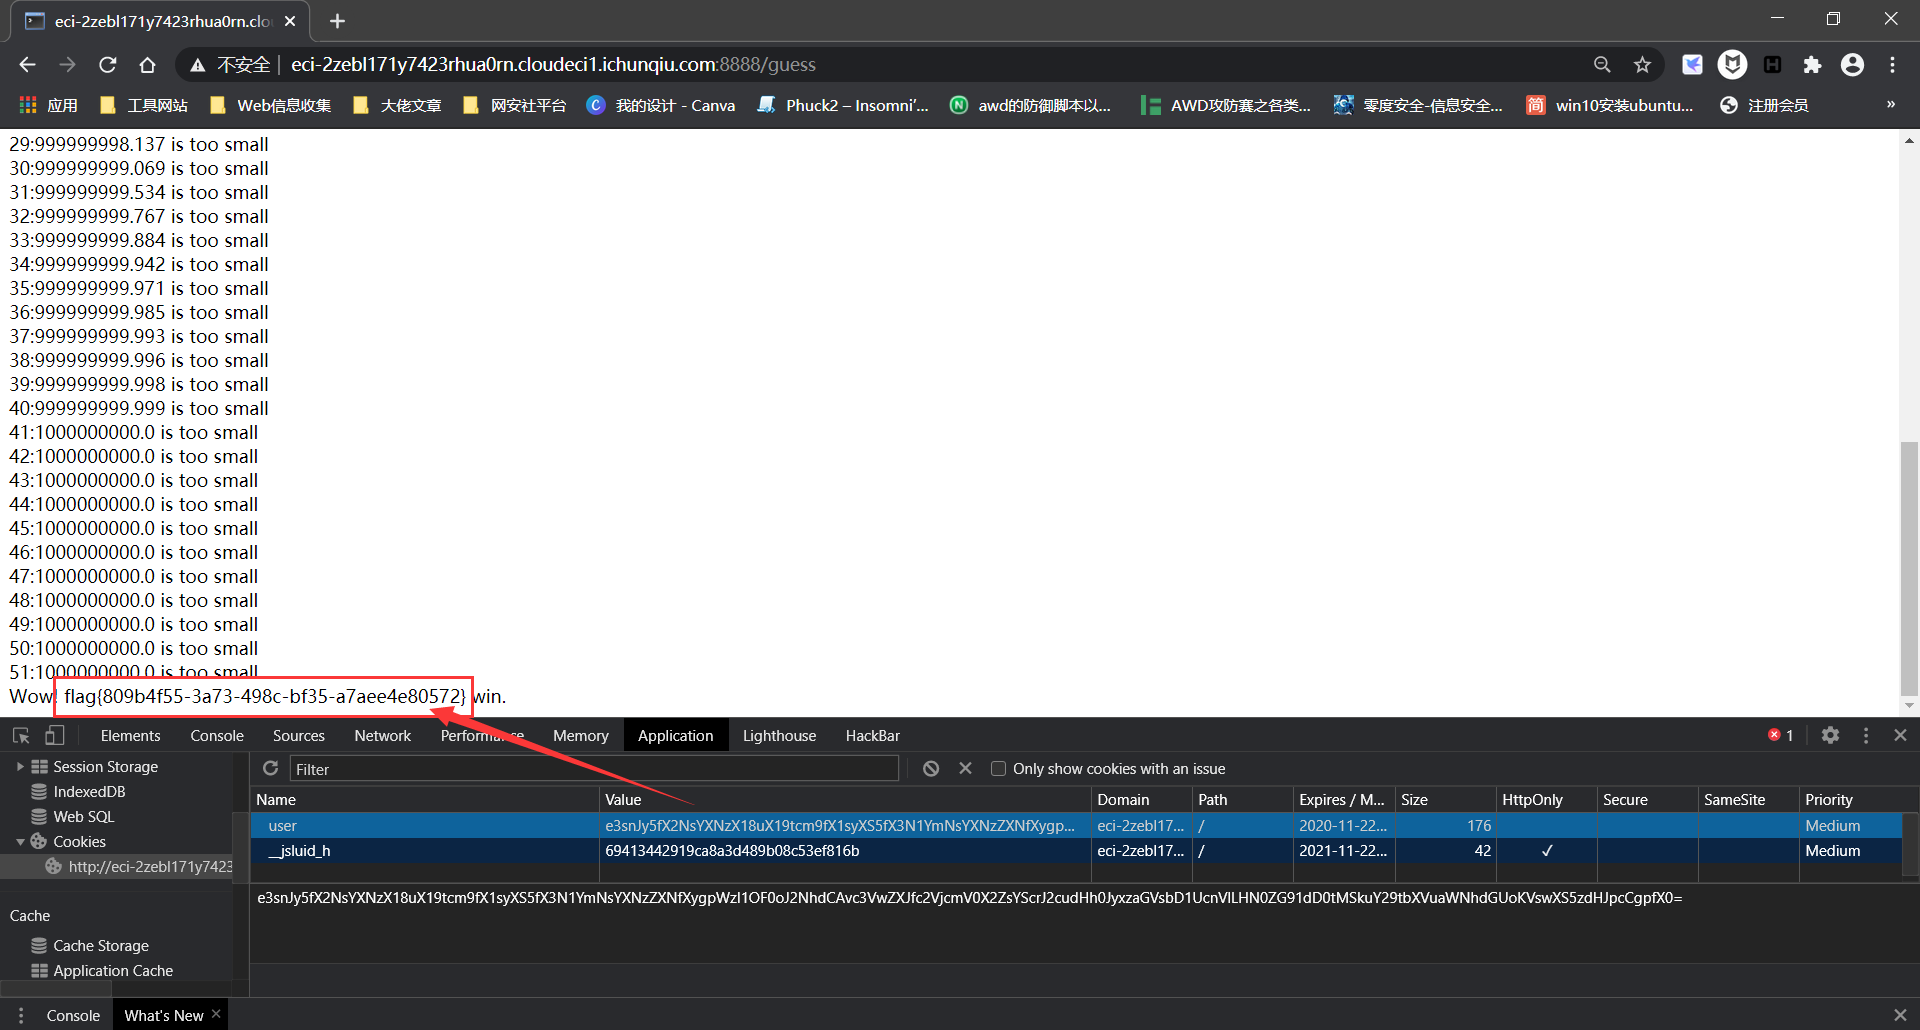 eci-2zebl171y7423rhua0rn.clo
不安全 eci-2zebl171y7423rhua0rn.cloudeci1.ichunqiu.com:8888/guess
应用 工具网站 Web信息收集 大佬文章 网安社平台 我的设计 - Canva Phuck2 – Insomni'... awd的防御脚本以... AWD攻防赛之各类... 零度安全-信息安全... win10安装ubuntu... 注册会员 »
29:999999998.137 is too small
30:999999999.069 is too small
31:999999999.534 is too small
32:999999999.767 is too small
33:999999999.884 is too small
34:999999999.942 is too small
35:999999999.971 is too small
36:999999999.985 is too small
37:999999999.993 is too small
38:999999999.996 is too small
39:999999999.998 is too small
40:999999999.999 is too small
41:1000000000.0 is too small
42:1000000000.0 is too small
43:1000000000.0 is too small
44:1000000000.0 is too small
45:1000000000.0 is too small
46:1000000000.0 is too small
47:1000000000.0 is too small
48:1000000000.0 is too small
49:1000000000.0 is too small
50:1000000000.0 is too small
51:1000000000.0 is too small
Wow! flag{809b4f55-3a73-498c-bf35-a7aee4e80572} win.
Elements Console Sources Network Performance Memory Application Lighthouse HackBar 1
Session Storage
IndexedDB
Web SQL
Cookies
http://eci-2zebl171y7423
Cache
Cache Storage
Application Cache
Filter Only show cookies with an issue
Name Value Domain Path Expires / M... Size HttpOnly Secure SameSite Priority
user e3snJy5fX2NsYXNzX18uX19tcm9fX1syXS5fX3N1YmNsYXNzZXNfXygp... eci-2zebl17... / 2020-11-22... 176 Medium
__jsluid_h 69413442919ca8a3d489b08c53ef816b eci-2zebl17... / 2021-11-22... 42 ✓ Medium
e3snJy5fX2NsYXNzX18uX19tcm9fX1syXS5fX3N1YmNsYXNzZXNfXygpWzI1OF0oJ2NhdCAvc3VwZXJfc2VjcmV0X2ZsYScrJ2cudHh0JyxzaGVsbD1UcnVlLHN0ZG91dD0tMSkuY29tbXVuaWNhdGUoKVswXS5zdHJpcCgpfX0=
Console What's New